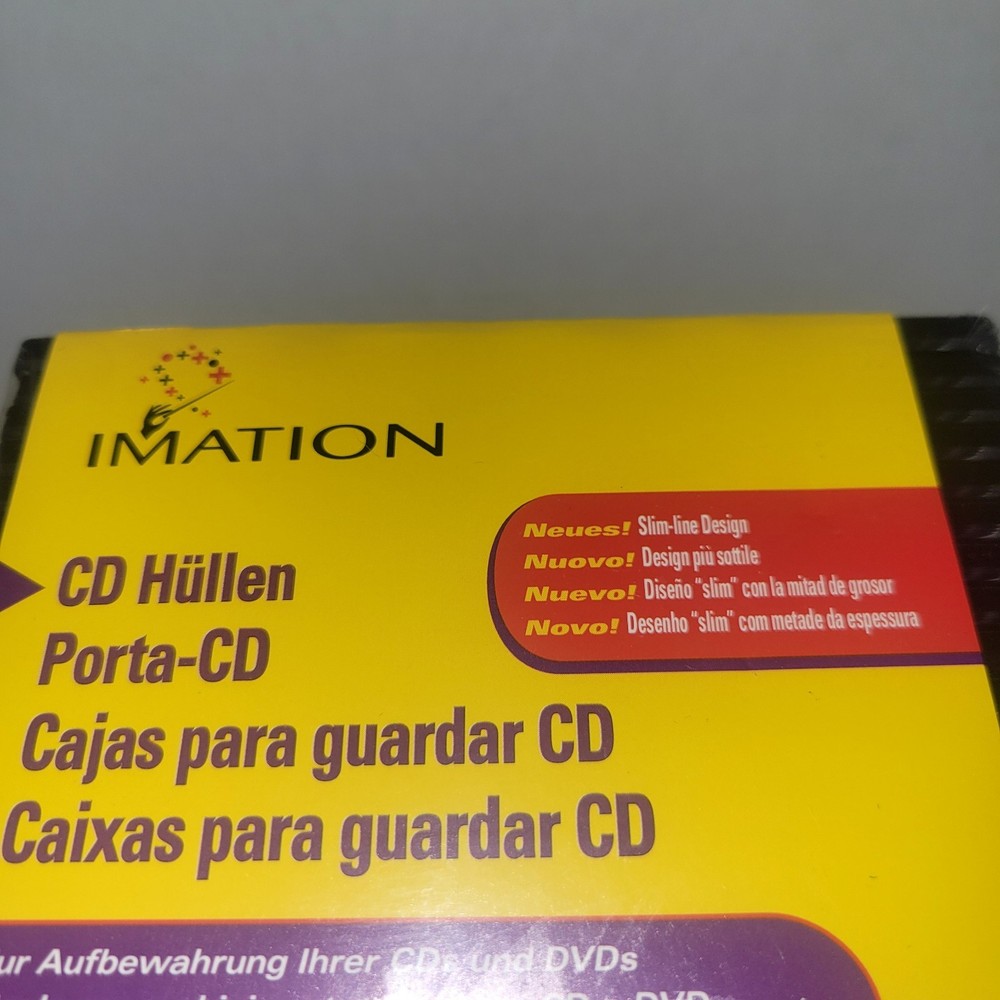 IMATION
Neues! Slim-line Design
Nuovo! Design più sottile
Nuevo! Diseño "slim" con la mitad de grosor
Novo! Desenho "slim" com metade da espessura
CD Hüllen
Porta-CD
Cajas para guardar CD
Caixas para guardar CD
ur Aufbewahrung Ihrer CDs und DVDs